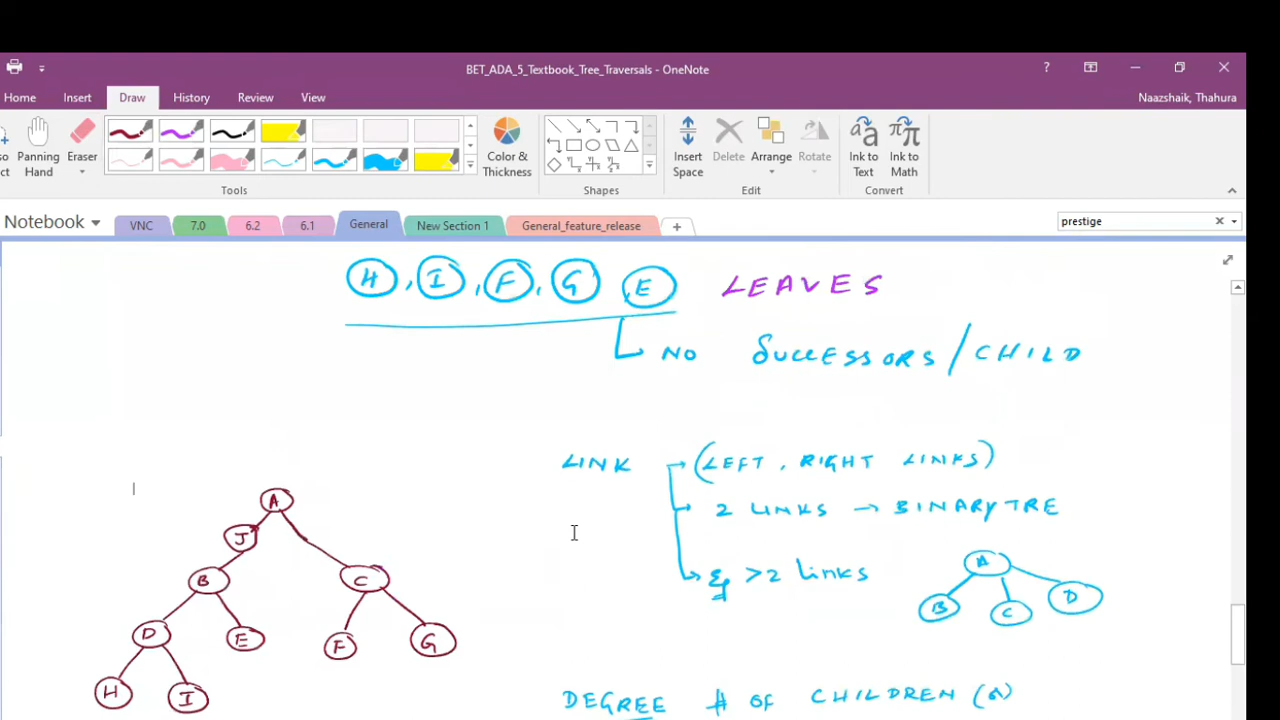 BET_ADA_5_Textbook_Tree_Traversals - OneNote
?
Home Insert Draw History Review View
Naazshaik, Thahura
Panning Hand
Eraser
Color & Thickness
Insert Space
Delete
Arrange
Rotate
Ink to Text
Ink to Math
Tools
Shapes
Edit
Convert
Notebook
VNC 7.0 6.2 6.1 General New Section 1 General_feature_release +
prestige
H, I, F, G, E LEAVES
NO SUCCESSORS/CHILD
LINK → (LEFT, RIGHT LINKS)
→ 2 LINKS → BINARY TRE
>2 Links
A
B C D
A
J
B C
D E F G
H I
DEGREE # OF CHILDREN